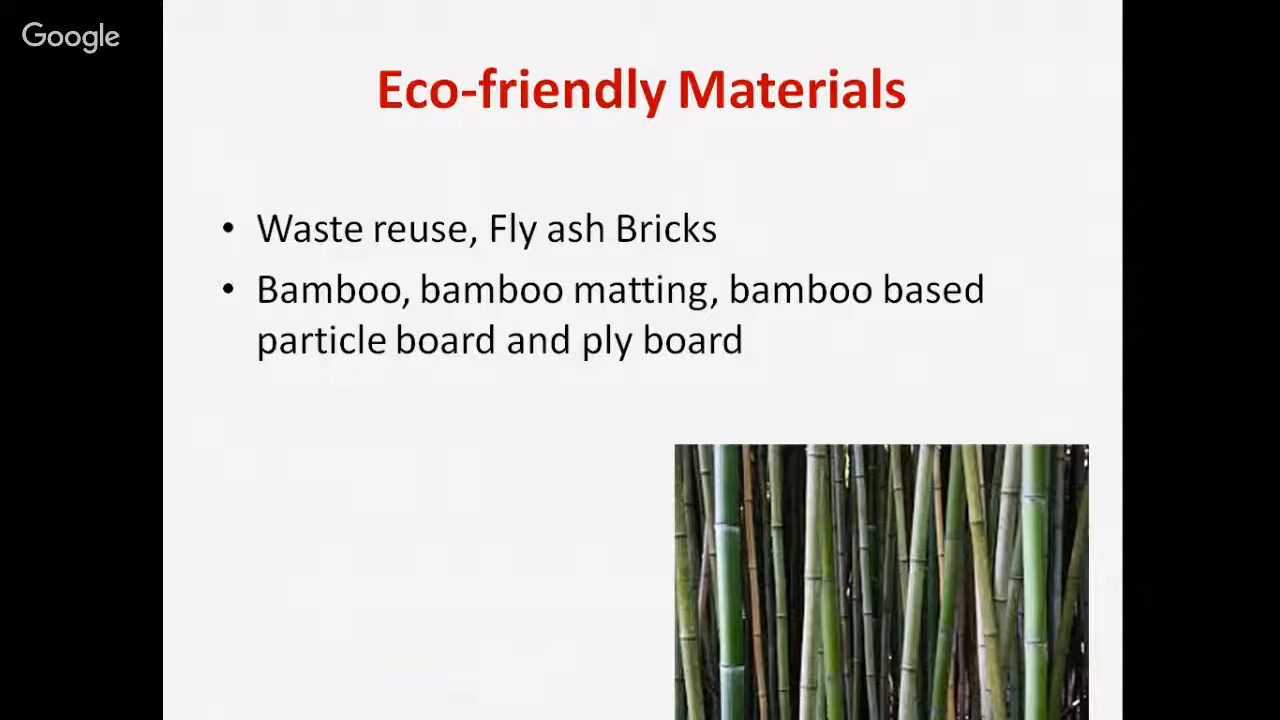 Google
Eco-friendly Materials
• Waste reuse, Fly ash Bricks
• Bamboo, bamboo matting, bamboo based
particle board and ply board